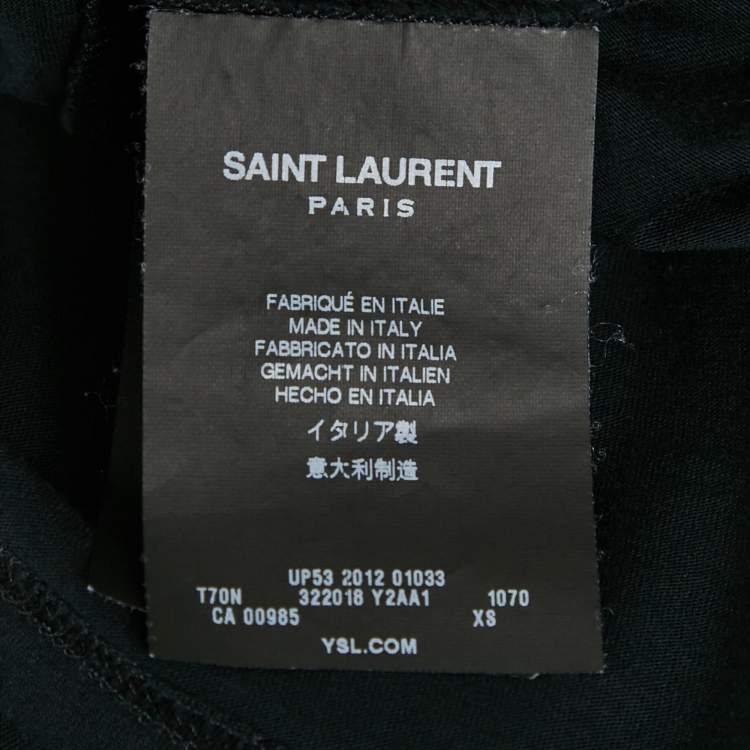 SAINT LAURENT
PARIS
FABRIQUÉ EN ITALIE
MADE IN ITALY
FABBRICATO IN ITALIA
GEMACHT IN ITALIEN
HECHO EN ITALIA
イタリア製
意大利制造
UP53 2012 01033
T70N 322018 Y2AA1 1070
CA 00985 XS
YSL.COM